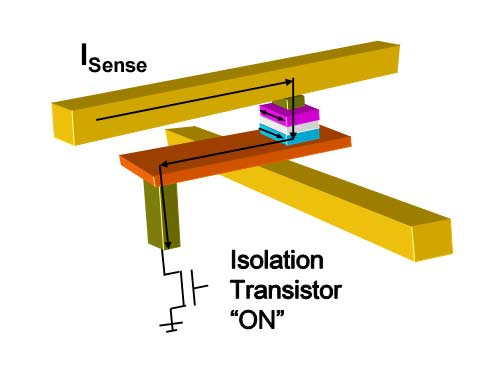 ISense
Isolation
Transistor
“ON”